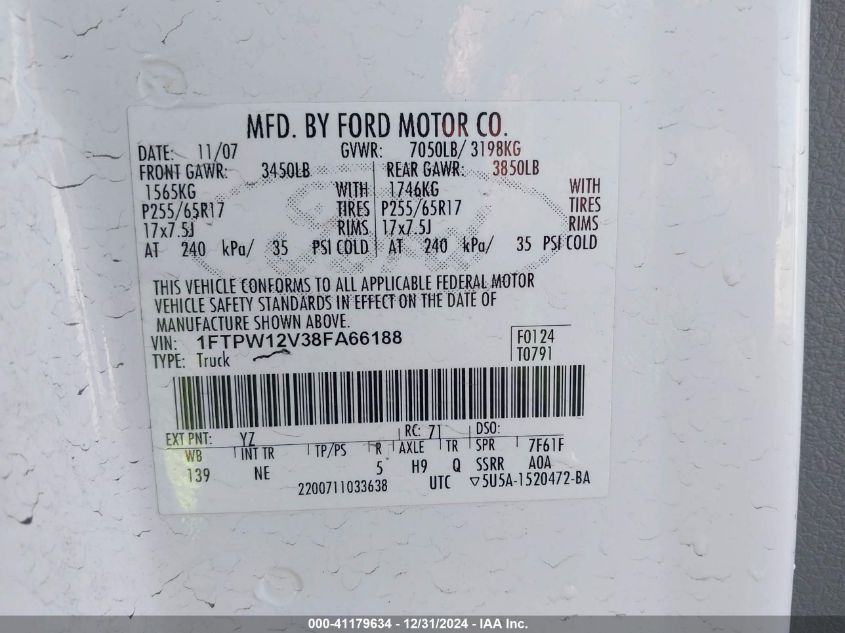 MFD. BY FORD MOTOR CO.
DATE: 11/07 GVWR: 7050LB/ 3198KG
FRONT GAWR: 3450LB REAR GAWR: 3850LB
1565KG WITH 1746KG WITH
P255/65R17 TIRES P255/65R17 TIRES
17x7.5J RIMS 17x7.5J RIMS
AT 240 kPa/ 35 PSI COLD AT 240 kPa/ 35 PSI COLD
THIS VEHICLE CONFORMS TO ALL APPLICABLE FEDERAL MOTOR
VEHICLE SAFETY STANDARDS IN EFFECT ON THE DATE OF
MANUFACTURE SHOWN ABOVE.
VIN: 1FTPW12V38FA66188 F0124
TYPE: Truck T0791
EXT PNT: YZ RC: 71 DSO:
WB INT TR TP/PS R AXLE TR SPR 7F61F
139 NE 5 H9 Q SSRR A0A
2200711033638 UTC ▽5U5A-1520472-BA
000-41179634 - 12/31/2024 - IAA Inc.